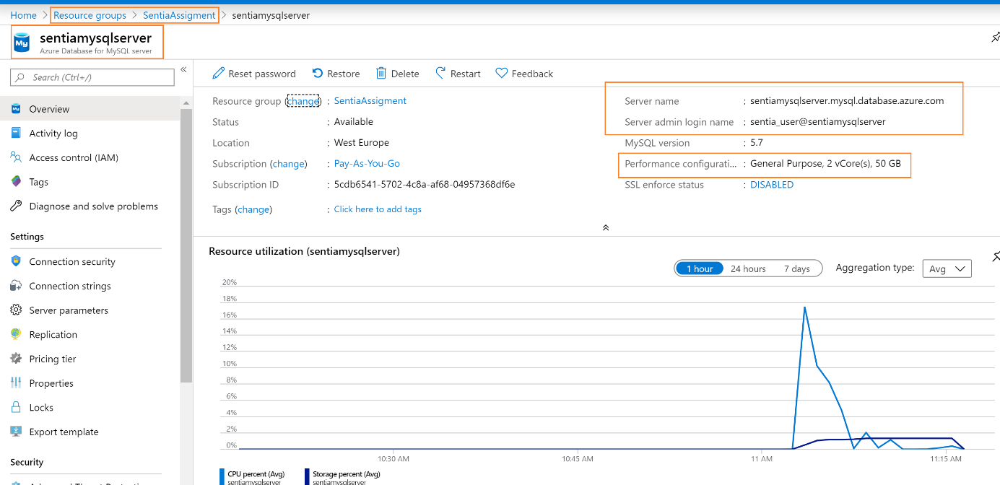 Home > Resource groups > SentiaAssigment > sentiamysqlserver
My sentiamysqlserver
Azure Database for MySQL server
Search (Ctrl+/)
«
Reset password Restore Delete Restart Feedback
Overview
Activity log
Access control (IAM)
Tags
Diagnose and solve problems
Settings
Connection security
Connection strings
Server parameters
Replication
Pricing tier
Properties
Locks
Export template
Security
Resource group (change) : SentiaAssigment
Status : Available
Location : West Europe
Subscription (change) : Pay-As-You-Go
Subscription ID : 5cdb6541-5702-4c8a-af68-04957368df6e
Tags (change) : Click here to add tags
Server name : sentiamysqlserver.mysql.database.azure.com
Server admin login name : sentia_user@sentiamysqlserver
MySQL version : 5.7
Performance configurati... : General Purpose, 2 vCore(s), 50 GB
SSL enforce status : DISABLED
Resource utilization (sentiamysqlserver)
1 hour 24 hours 7 days Aggregation type: Avg
20%
18%
16%
14%
12%
10%
8%
6%
4%
2%
0%
10:30 AM 10:45 AM 11 AM 11:15 AM
CPU percent (Avg) Storage percent (Avg)
sentiamysqlserver sentiamysqlserver